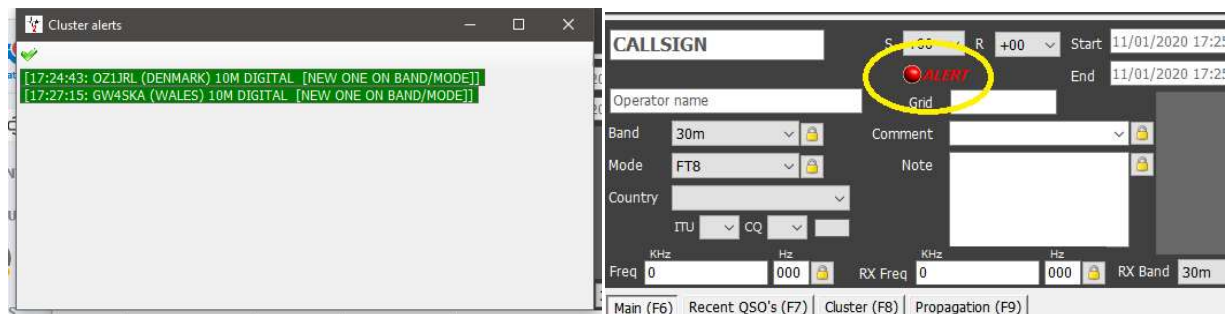 Cluster alerts
[17:24:43: OZ1JRL (DENMARK) 10M DIGITAL [NEW ONE ON BAND/MODE]]
[17:27:15: GW4SKA (WALES) 10M DIGITAL [NEW ONE ON BAND/MODE]]
CALLSIGN S R +00 Start 11/01/2020 17:25
ALERT End 11/01/2020 17:25
Operator name Grid
Band 30m Comment
Mode FT8 Note
Country
ITU CQ
KHz Hz KHz Hz
Freq 0 000 RX Freq 0 000 RX Band 30m
Main (F6) Recent QSO's (F7) Cluster (F8) Propagation (F9)